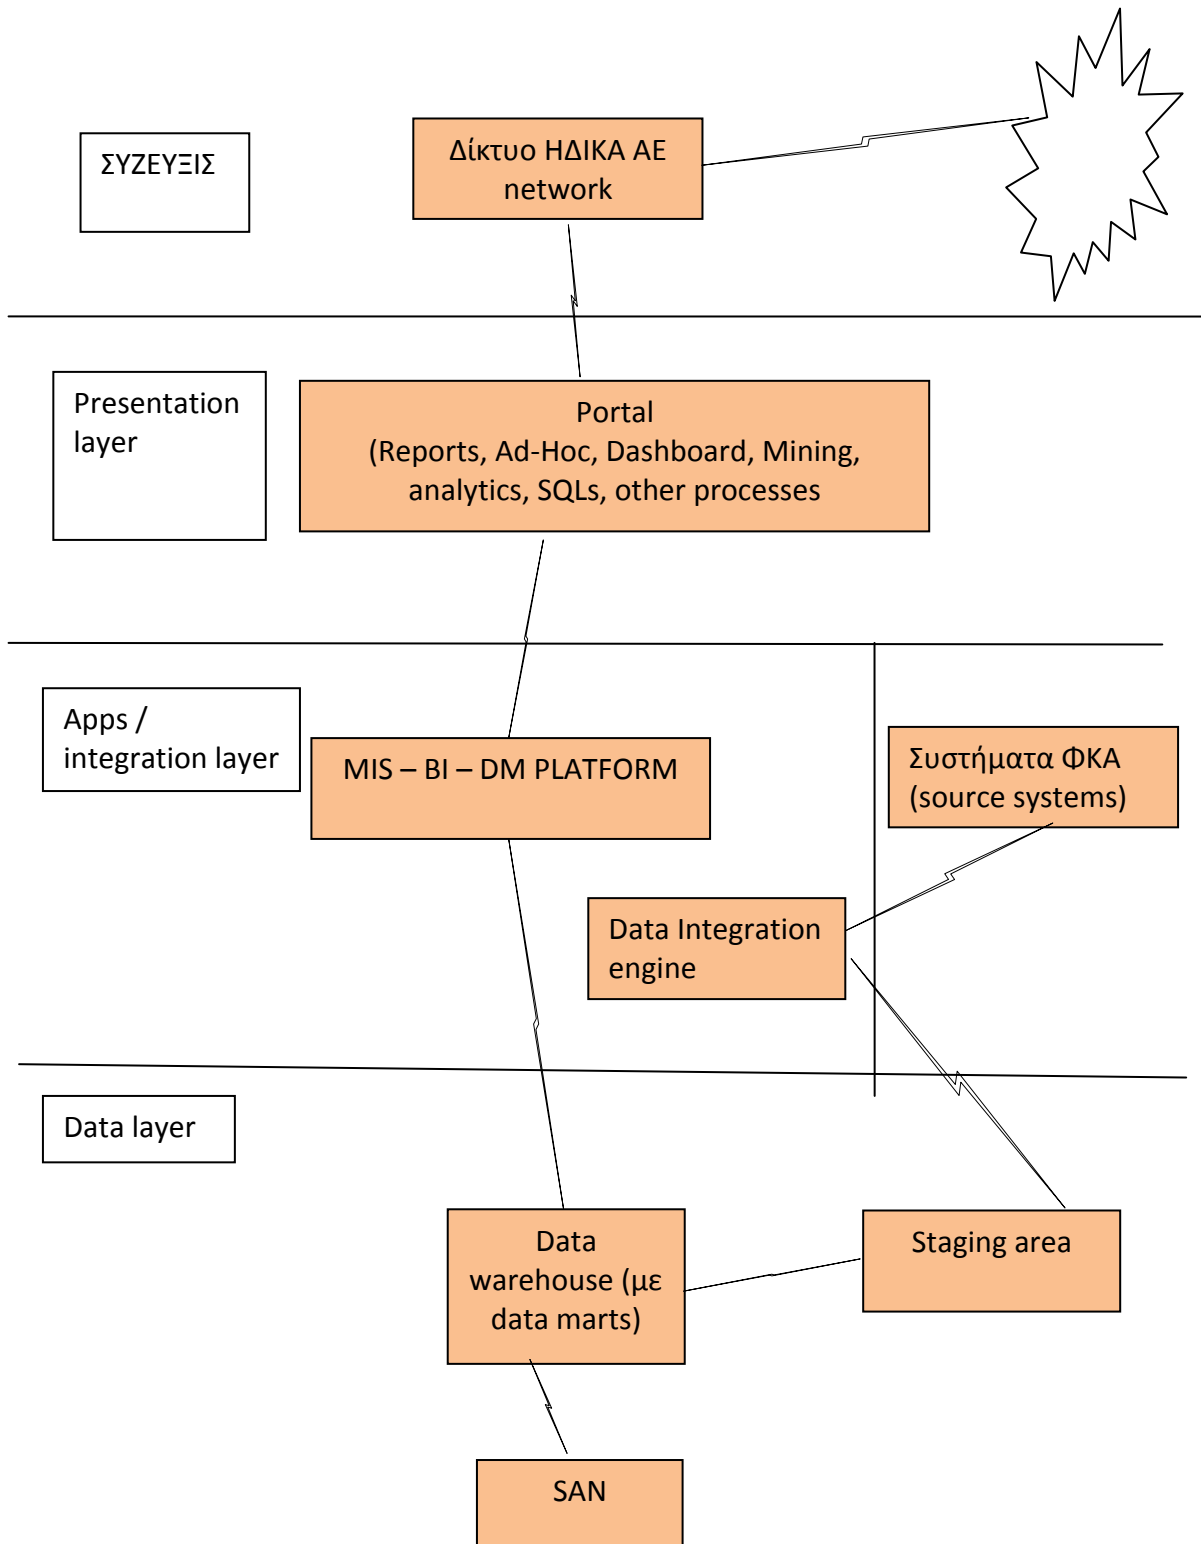 ΣΥΖΕΥΞΙΣ
Δίκτυο ΗΔΙΚΑ ΑΕ
network
Presentation
layer
Portal
(Reports, Ad-Hoc, Dashboard, Mining,
analytics, SQLs, other processes
Apps /
integration layer
MIS – BI – DM PLATFORM
Συστήματα ΦΚΑ
(source systems)
Data Integration
engine
Data layer
Data
warehouse (με
data marts)
Staging area
SAN